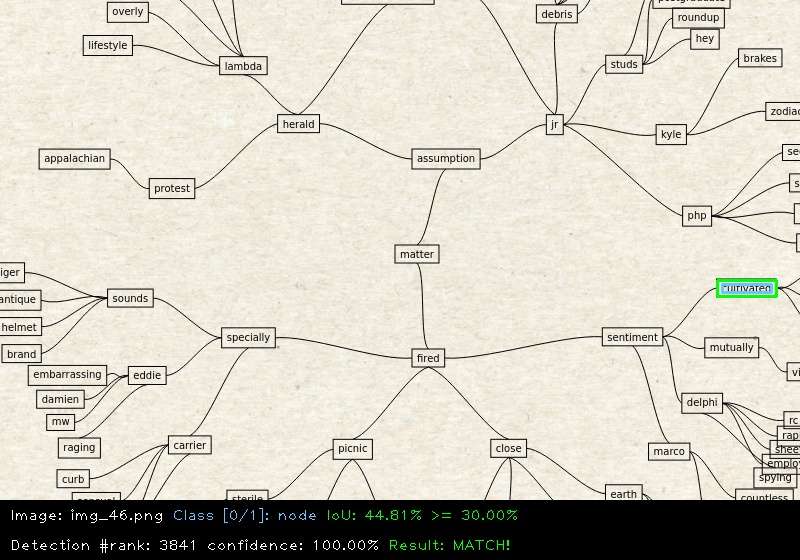 overly
debris
roundup
lifestyle
hey
lambda
studs
brakes
zodiac
herald
jr
kyle
appalachian
assumption
protest
php
matter
cultivated
sounds
antique
helmet
specially
fired
sentiment
mutually
brand
embarrassing
eddie
damien
delphi
mw
raging
carrier
picnic
close
marco
curb
spying
earth
sterile
countless
Image: img_46.png Class [0/1]: node IoU: 44.81% >= 30.00%
Detection #rank: 3841 confidence: 100.00% Result: MATCH!